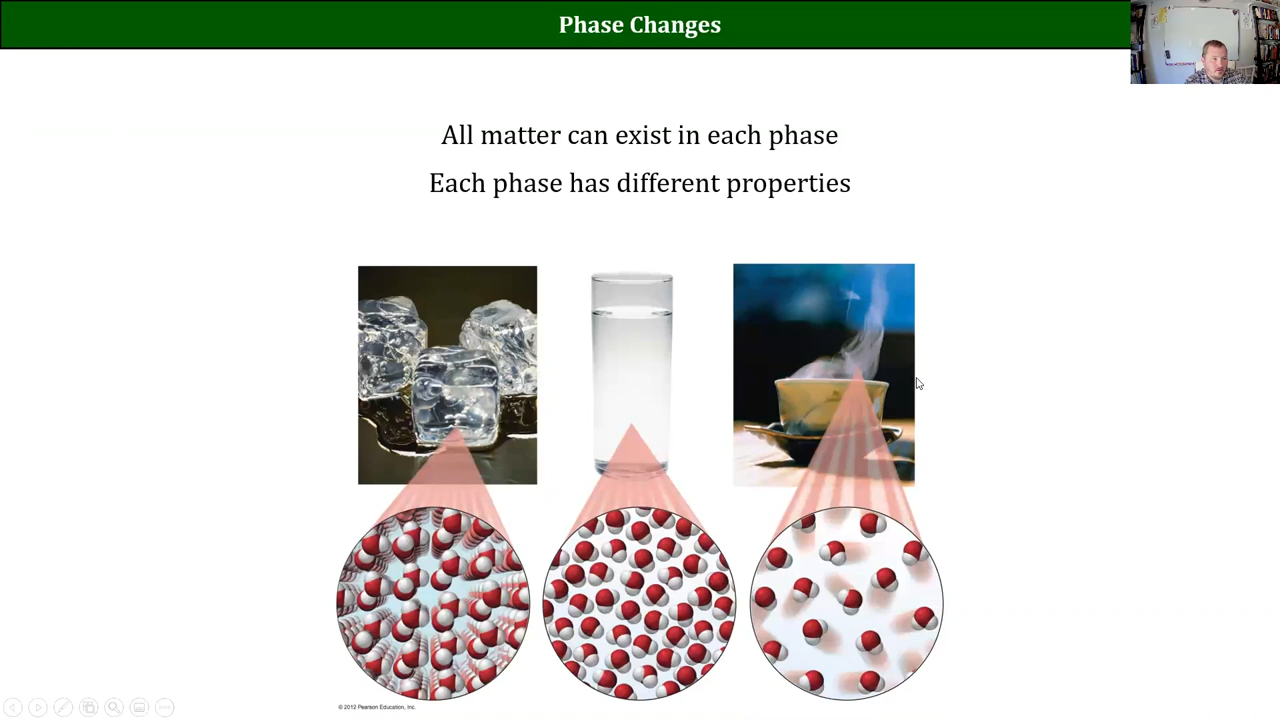 Phase Changes
All matter can exist in each phase
Each phase has different properties
© 2012 Pearson Education, Inc.